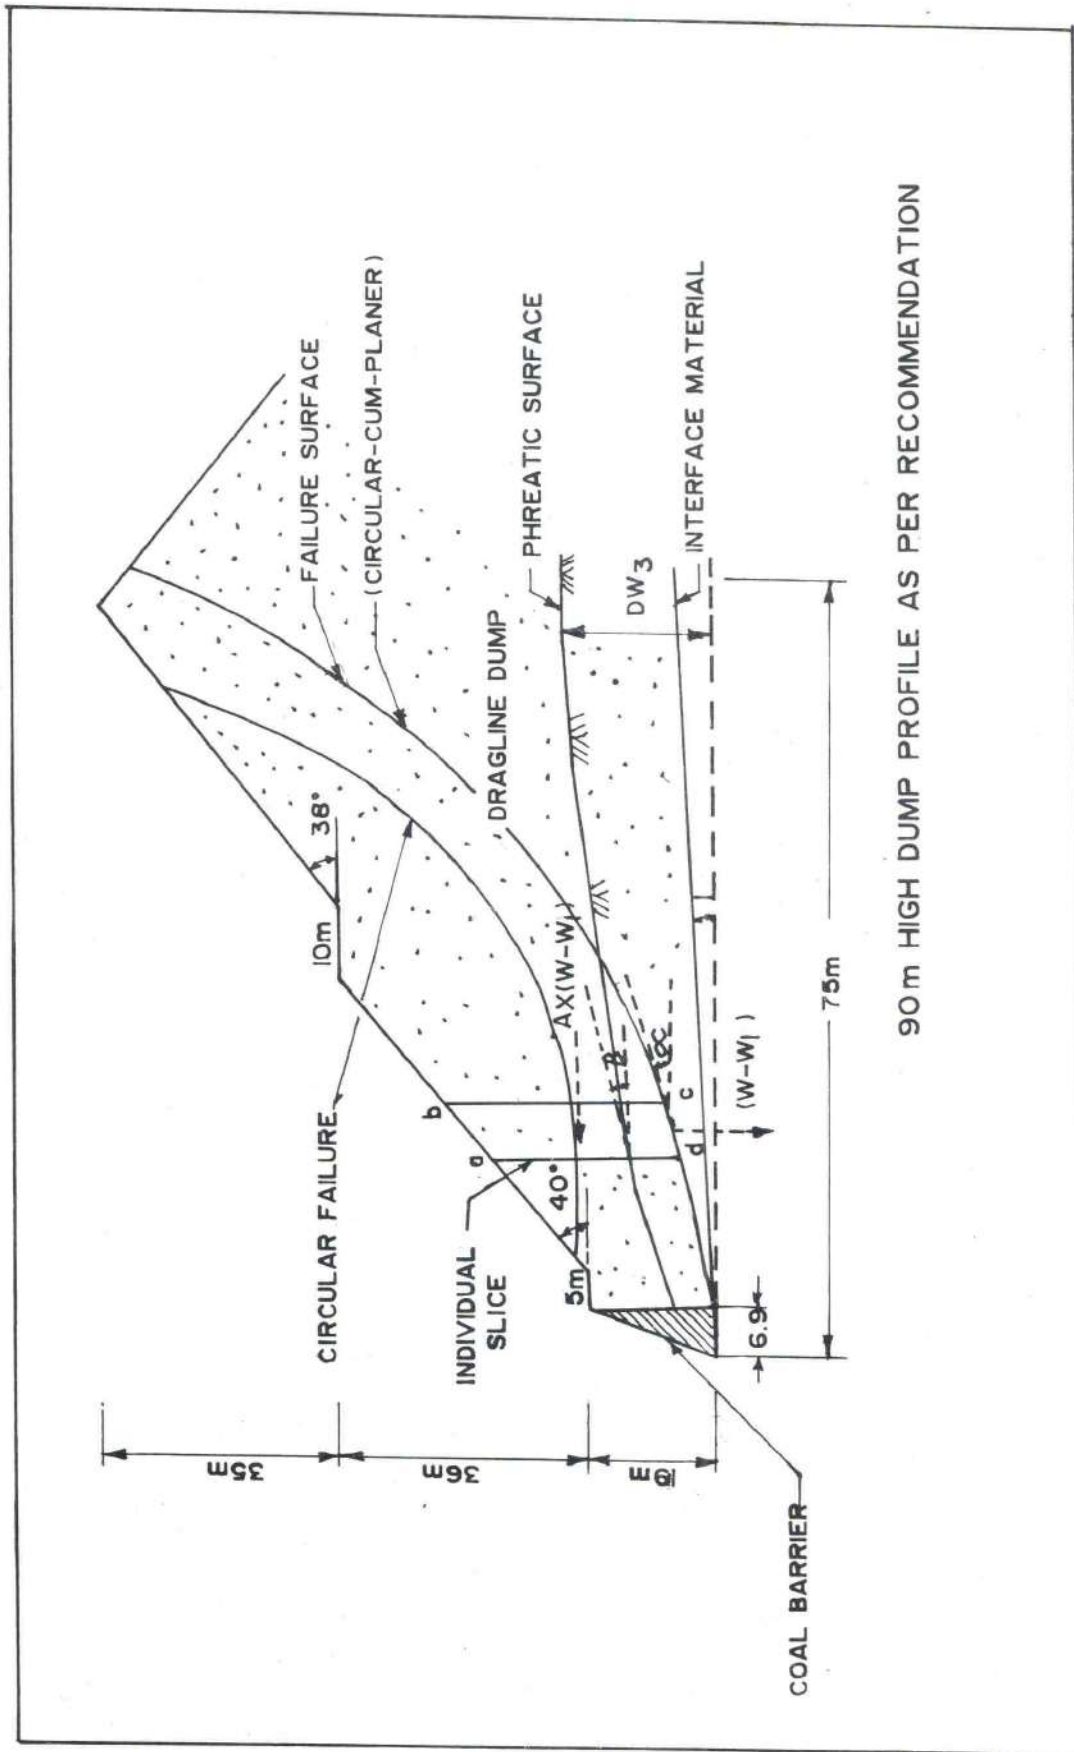 35m
36m
19m
38°
10m
FAILURE SURFACE
(CIRCULAR-CUM-PLANER)
CIRCULAR FAILURE
DRAGLINE DUMP
PHREATIC SURFACE
b
a
AX(W-W1)
INDIVIDUAL
SLICE
40°
5m
β
α
DW3
INTERFACE MATERIAL
c
d
(W-W1)
6.9
75m
COAL BARRIER
90m HIGH DUMP PROFILE AS PER RECOMMENDATION